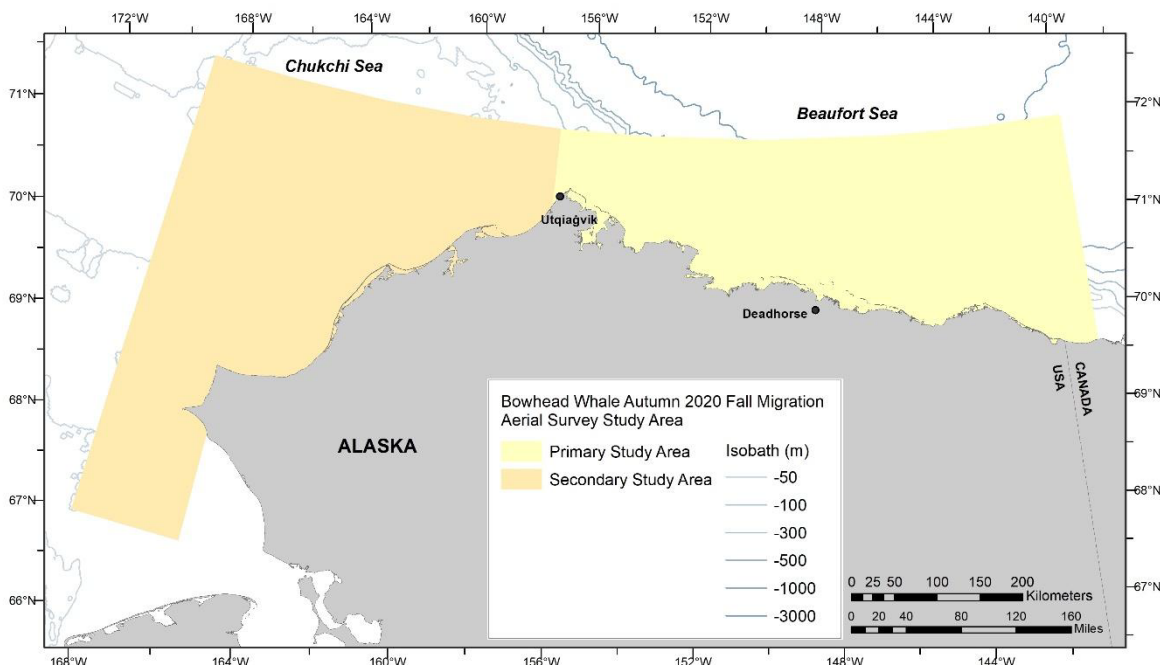 172°W 168°W 164°W 160°W 156°W 152°W 148°W 144°W 140°W
Chukchi Sea
Beaufort Sea
71°N
72°N
70°N
71°N
Utqiaġvik
69°N
70°N
Deadhorse
68°N
69°N
USA
CANADA
ALASKA
67°N
68°N
66°N
67°N
Bowhead Whale Autumn 2020 Fall Migration
Aerial Survey Study Area
Primary Study Area
Secondary Study Area
Isobath (m)
-50
-100
-300
-500
-1000
-3000
0 25 50 100 150 200
Kilometers
0 20 40 80 120 160
Miles
168°W 164°W 160°W 156°W 152°W 148°W 144°W